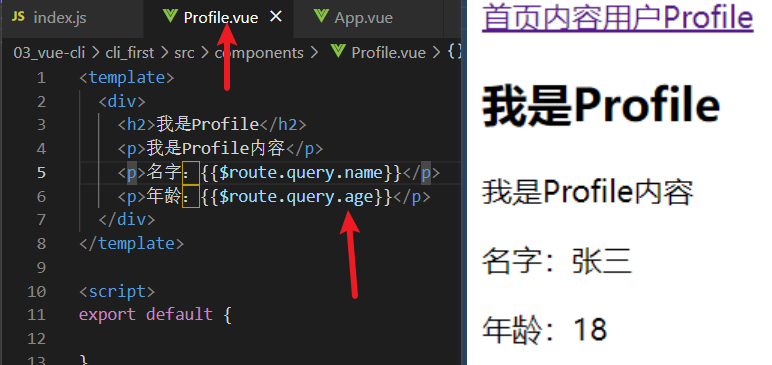 index.js
Profile.vue ×
App.vue
03_vue-cli > cli_first > src > components > Profile.vue > {}
1 <template>
2 <div>
3 <h2>我是Profile</h2>
4 <p>我是Profile内容</p>
5 <p>名字：{{$route.query.name}}</p>
6 <p>年龄：{{$route.query.age}}</p>
7 </div>
8 </template>
9
10 <script>
11 export default {
12
13 }
首页内容用户Profile
我是Profile
我是Profile内容
名字：张三
年龄：18